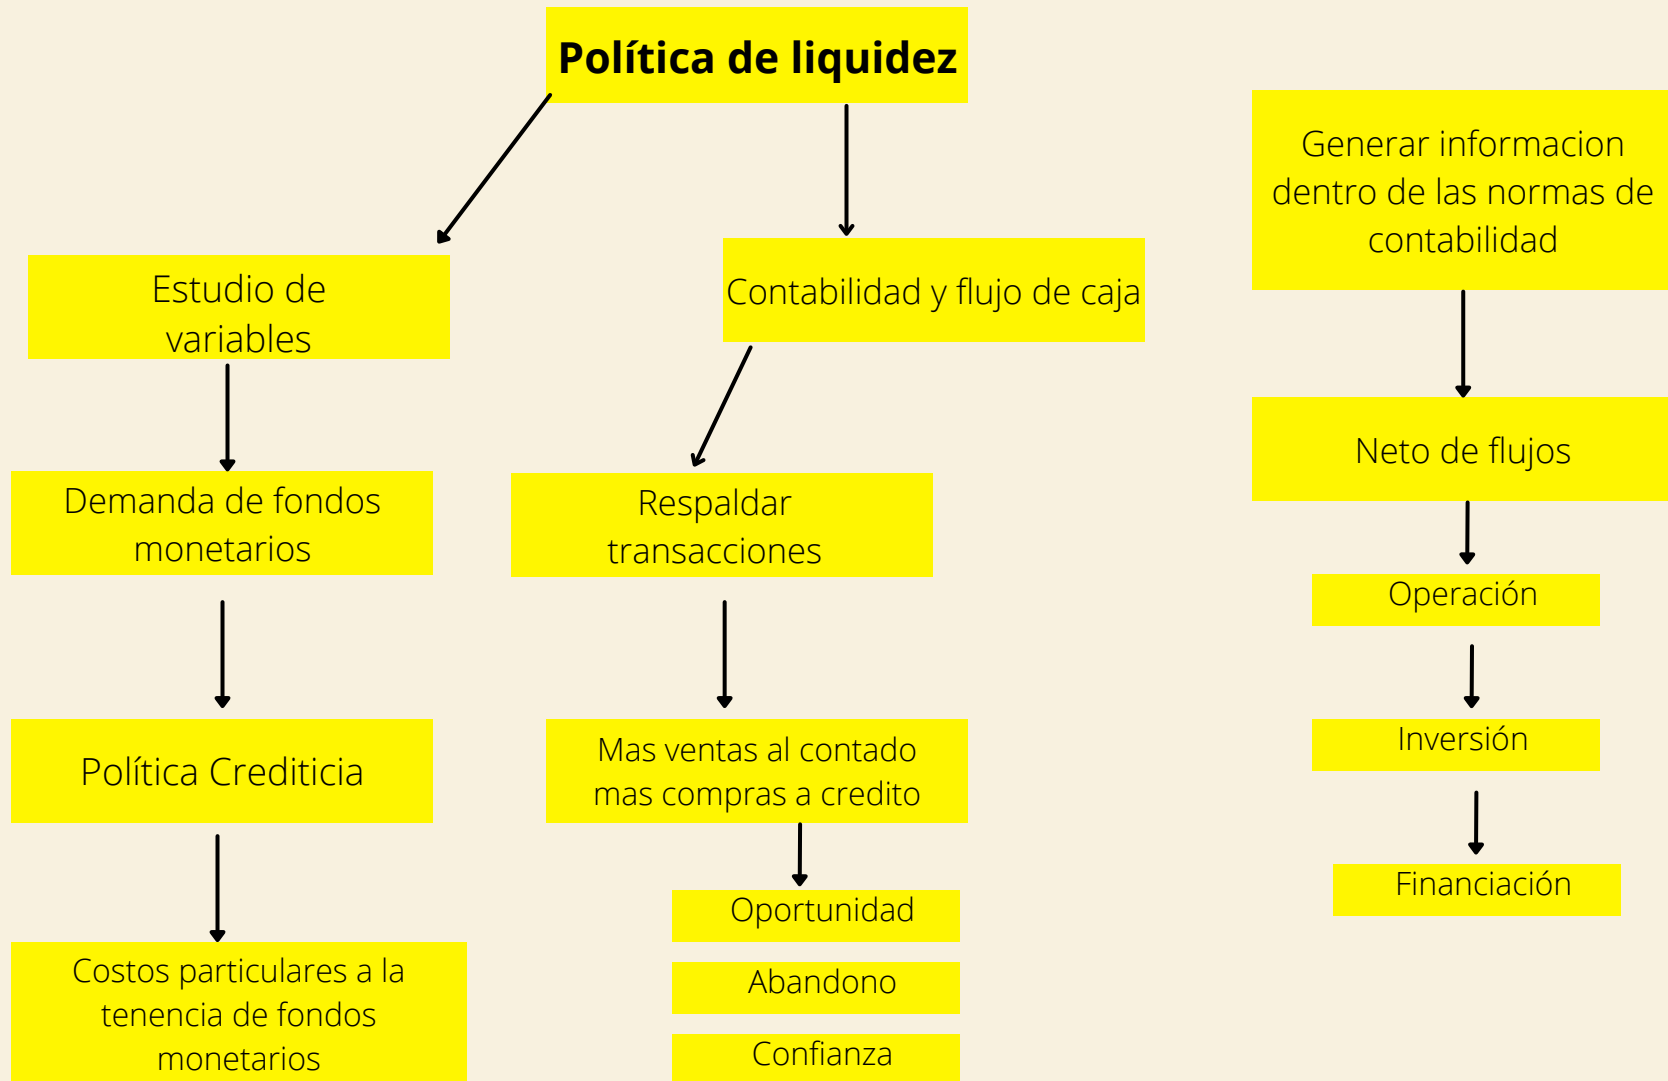 Política de liquidez
Estudio de
variables
Demanda de fondos
monetarios
Política Crediticia
Costos particulares a la
tenencia de fondos
monetarios
Contabilidad y flujo de caja
Respaldar
transacciones
Mas ventas al contado
mas compras a credito
Oportunidad
Abandono
Confianza
Generar informacion
dentro de las normas de
contabilidad
Neto de flujos
Operación
Inversión
Financiación